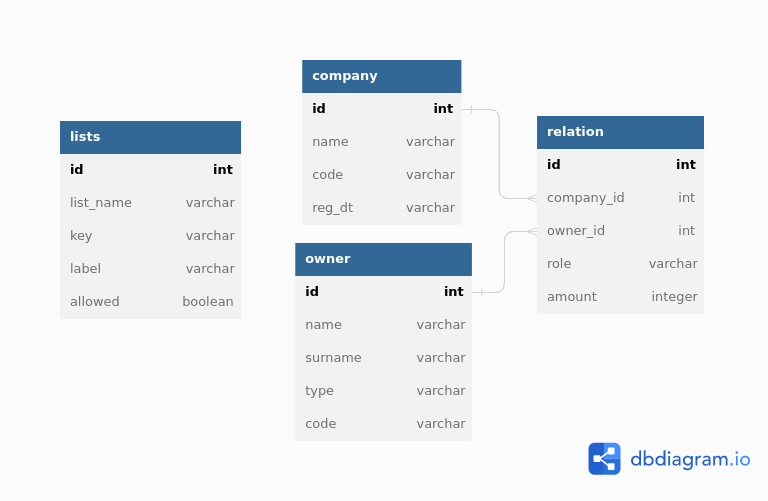 lists
id int
list_name varchar
key varchar
label varchar
allowed boolean
company
id int
name varchar
code varchar
reg_dt varchar
owner
id int
name varchar
surname varchar
type varchar
code varchar
relation
id int
company_id int
owner_id int
role varchar
amount integer
dbdiagram.io